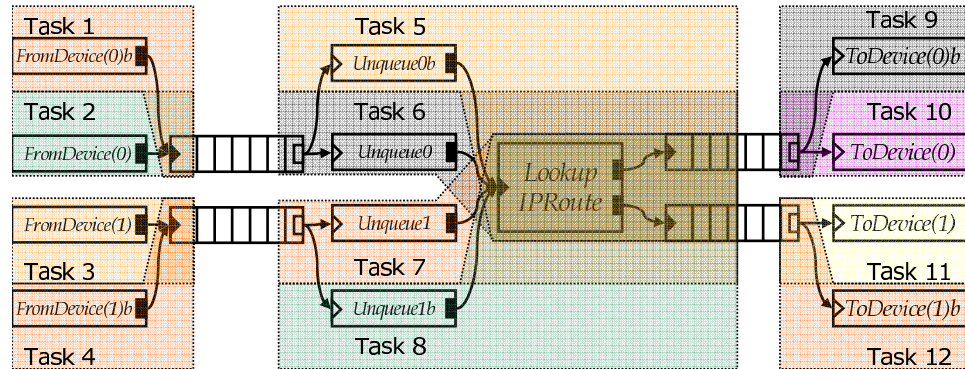 Task 1
FromDevice(0)b
Task 2
FromDevice(0)
FromDevice(1)
Task 3
FromDevice(1)b
Task 4
Task 5
Unqueue0b
Task 6
Unqueue0
Unqueue1
Task 7
Unqueue1b
Task 8
Lookup
IPRoute
Task 9
ToDevice(0)b
Task 10
ToDevice(0)
ToDevice(1)
Task 11
ToDevice(1)b
Task 12